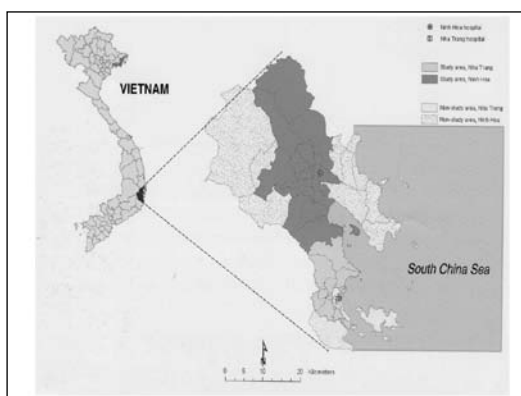 Ninh Hoa hospital
Nha Trang hospital
Study area, Nha Trang
Study area, Ninh Hoa
Non-study area, Nha Trang
Non-study area, Ninh Hoa
VIETNAM
South China Sea
N
0 5 10 20 Kilometers